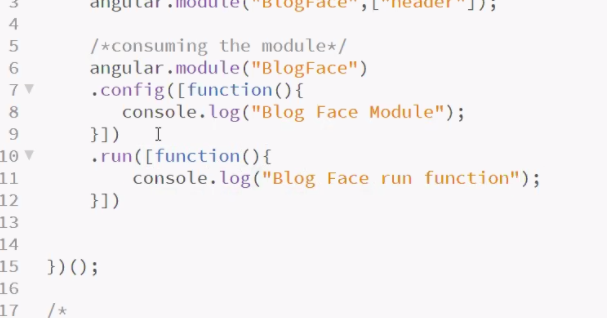 3 angular.module("BlogFace",["header"]);
4
5 /*consuming the module*/
6 angular.module("BlogFace")
7 .config([function(){
8 console.log("Blog Face Module");
9 }])
10 .run([function(){
11 console.log("Blog Face run function");
12 }])
13
14
15 })();
16
17 /*